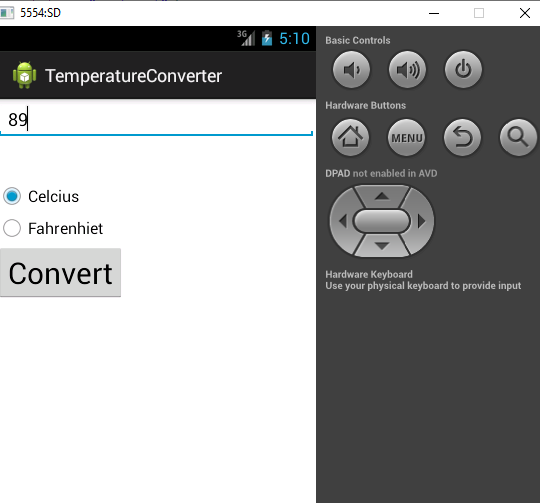 5554:SD
3G 5:10
TemperatureConverter
89
Celcius
Fahrenhiet
Convert
Basic Controls
Hardware Buttons
MENU
DPAD not enabled in AVD
Hardware Keyboard
Use your physical keyboard to provide input